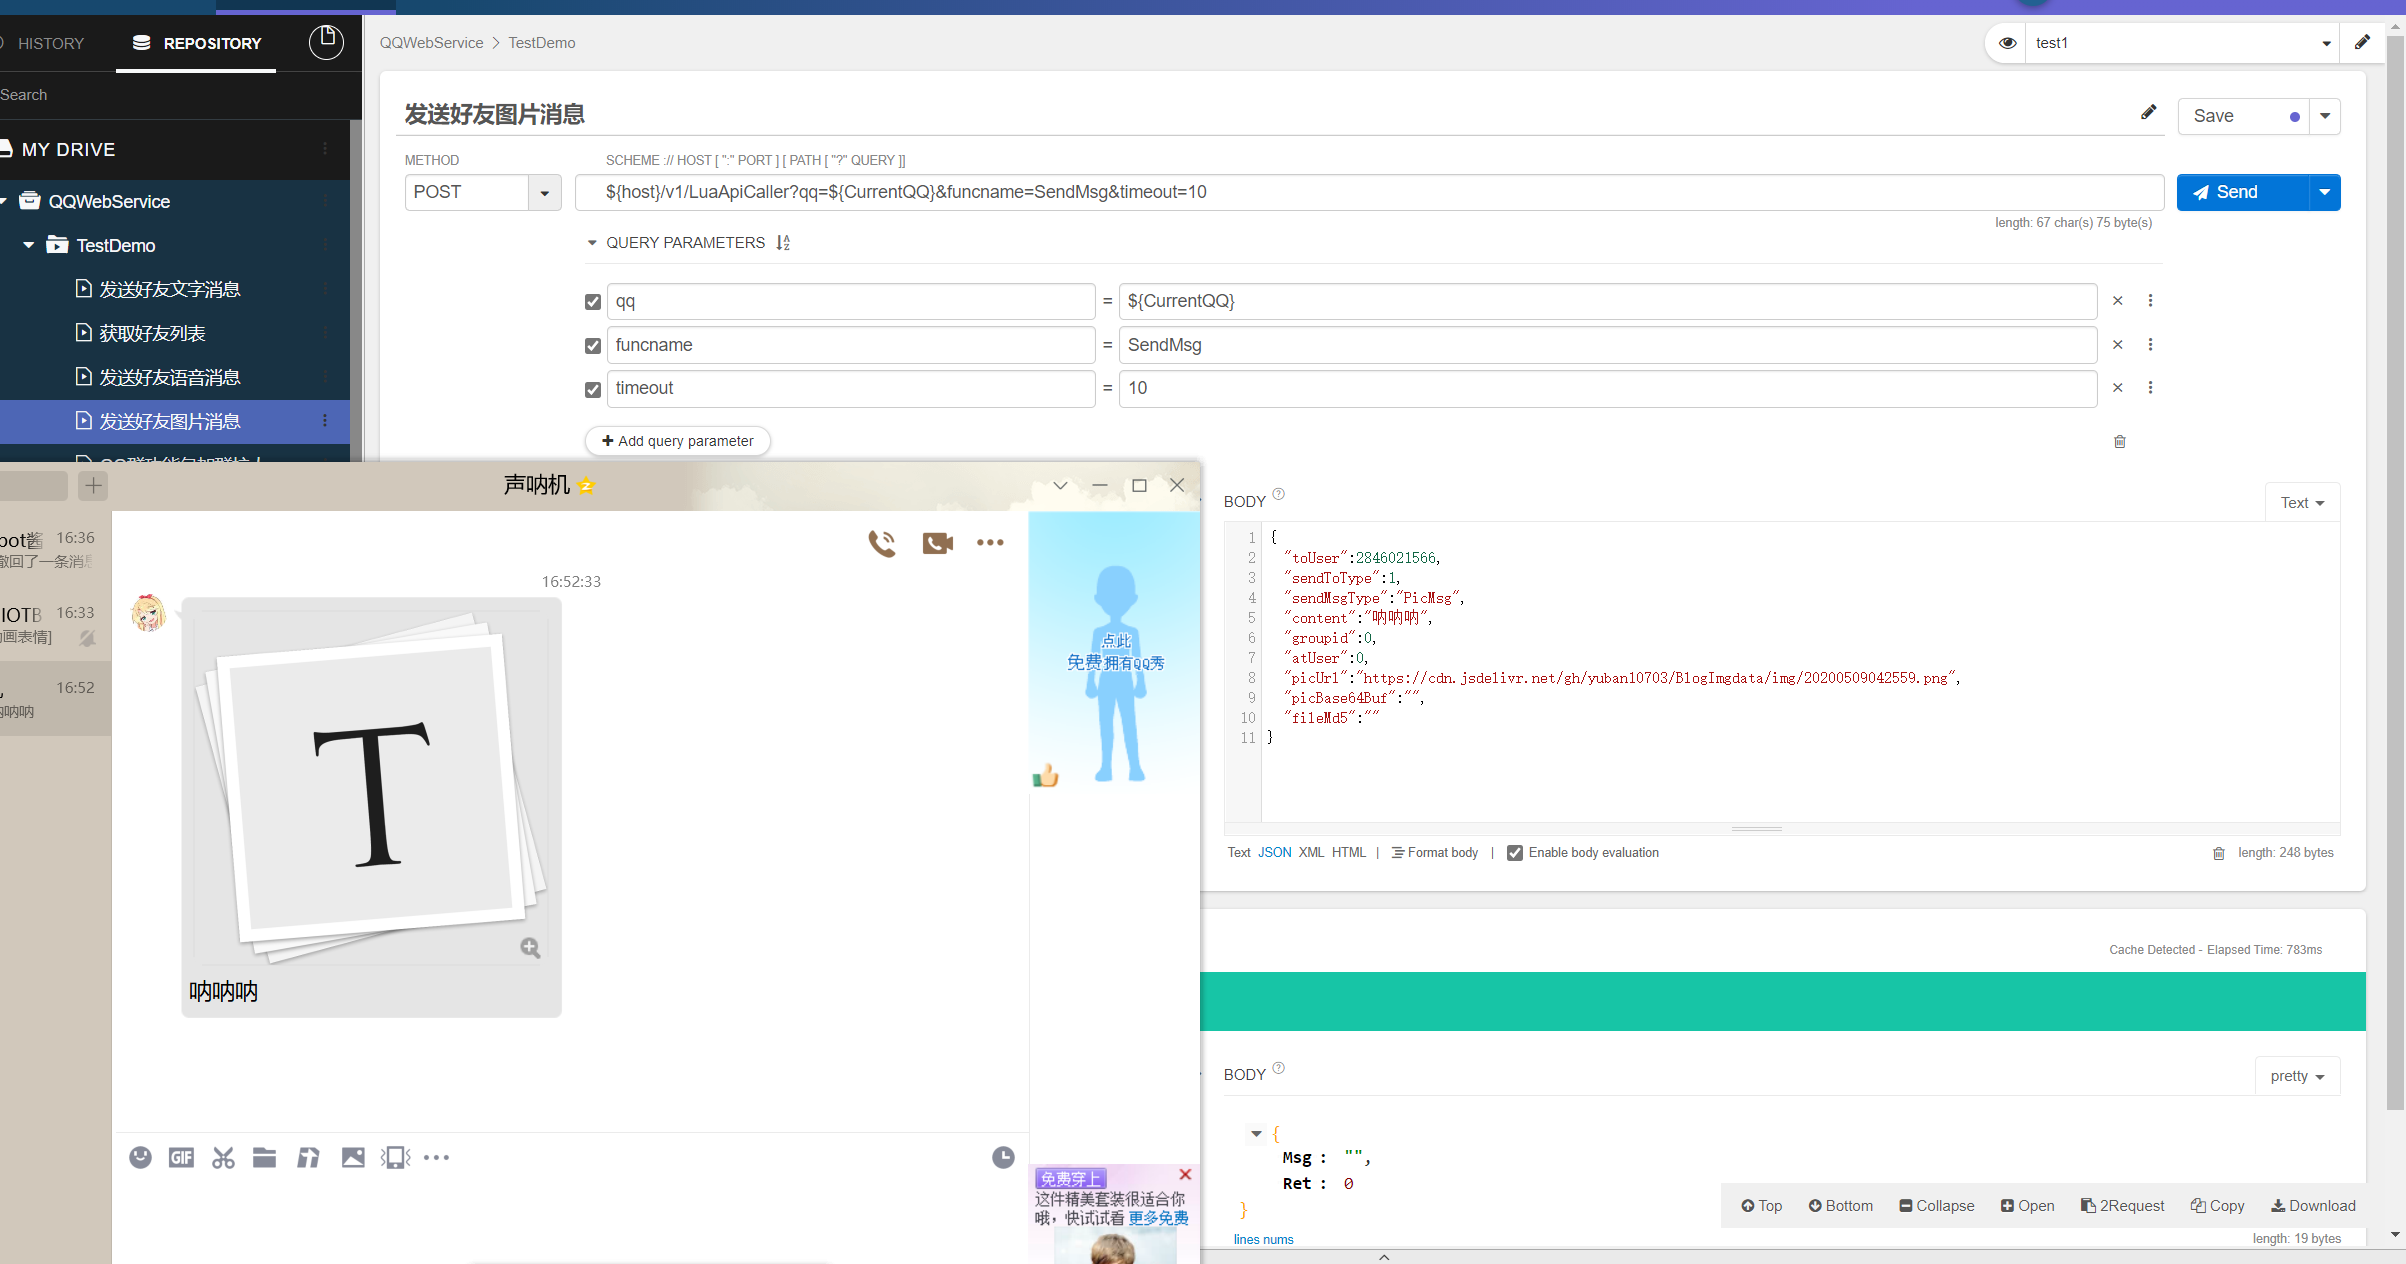 HISTORY
REPOSITORY
Search
MY DRIVE
QQWebService
TestDemo
发送好友文字消息
获取好友列表
发送好友语音消息
发送好友图片消息
QQWebService
TestDemo
test1
发送好友图片消息
Save
METHOD
SCHEME :// HOST [ ":" PORT ] [ PATH [ "?" QUERY ]]
POST
${host}/v1/LuaApiCaller?qq=${CurrentQQ}&funcname=SendMsg&timeout=10
Send
length: 67 char(s) 75 byte(s)
QUERY PARAMETERS
qq = ${CurrentQQ}
funcname = SendMsg
timeout = 10
Add query parameter
BODY
Text
1 {
2 "toUser":2846021566,
3 "sendToType":1,
4 "sendMsgType":"PicMsg",
5 "content":"呐呐呐",
6 "groupid":0,
7 "atUser":0,
8 "picUrl":"https://cdn.jsdelivr.net/gh/yuban10703/BlogImgdata/img/20200509042559.png",
9 "picBase64Buf":"",
10 "fileMd5":""
11 }
Text JSON XML HTML | Format body | Enable body evaluation
length: 248 bytes
Cache Detected - Elapsed Time: 783ms
BODY
pretty
{
Msg : "",
Ret : 0
}
lines nums
Top
Bottom
Collapse
Open
2Request
Copy
Download
length: 19 bytes
声呐机
bot酱 16:36
撤回了一条消息
IOTB 16:33
动画表情]
16:52
呐呐呐
16:52:33
T
呐呐呐
点此
免费拥有QQ秀
GIF
免费穿上
这件精美套装很适合你
哦，快试试看 更多免费